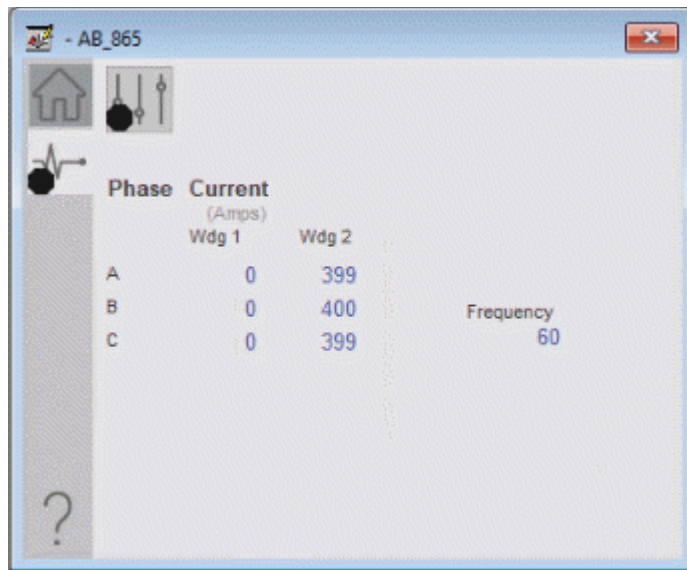 - AB_865
Phase Current
(Amps)
Wdg 1 Wdg 2
A 0 399
B 0 400
C 0 399
Frequency
60
?